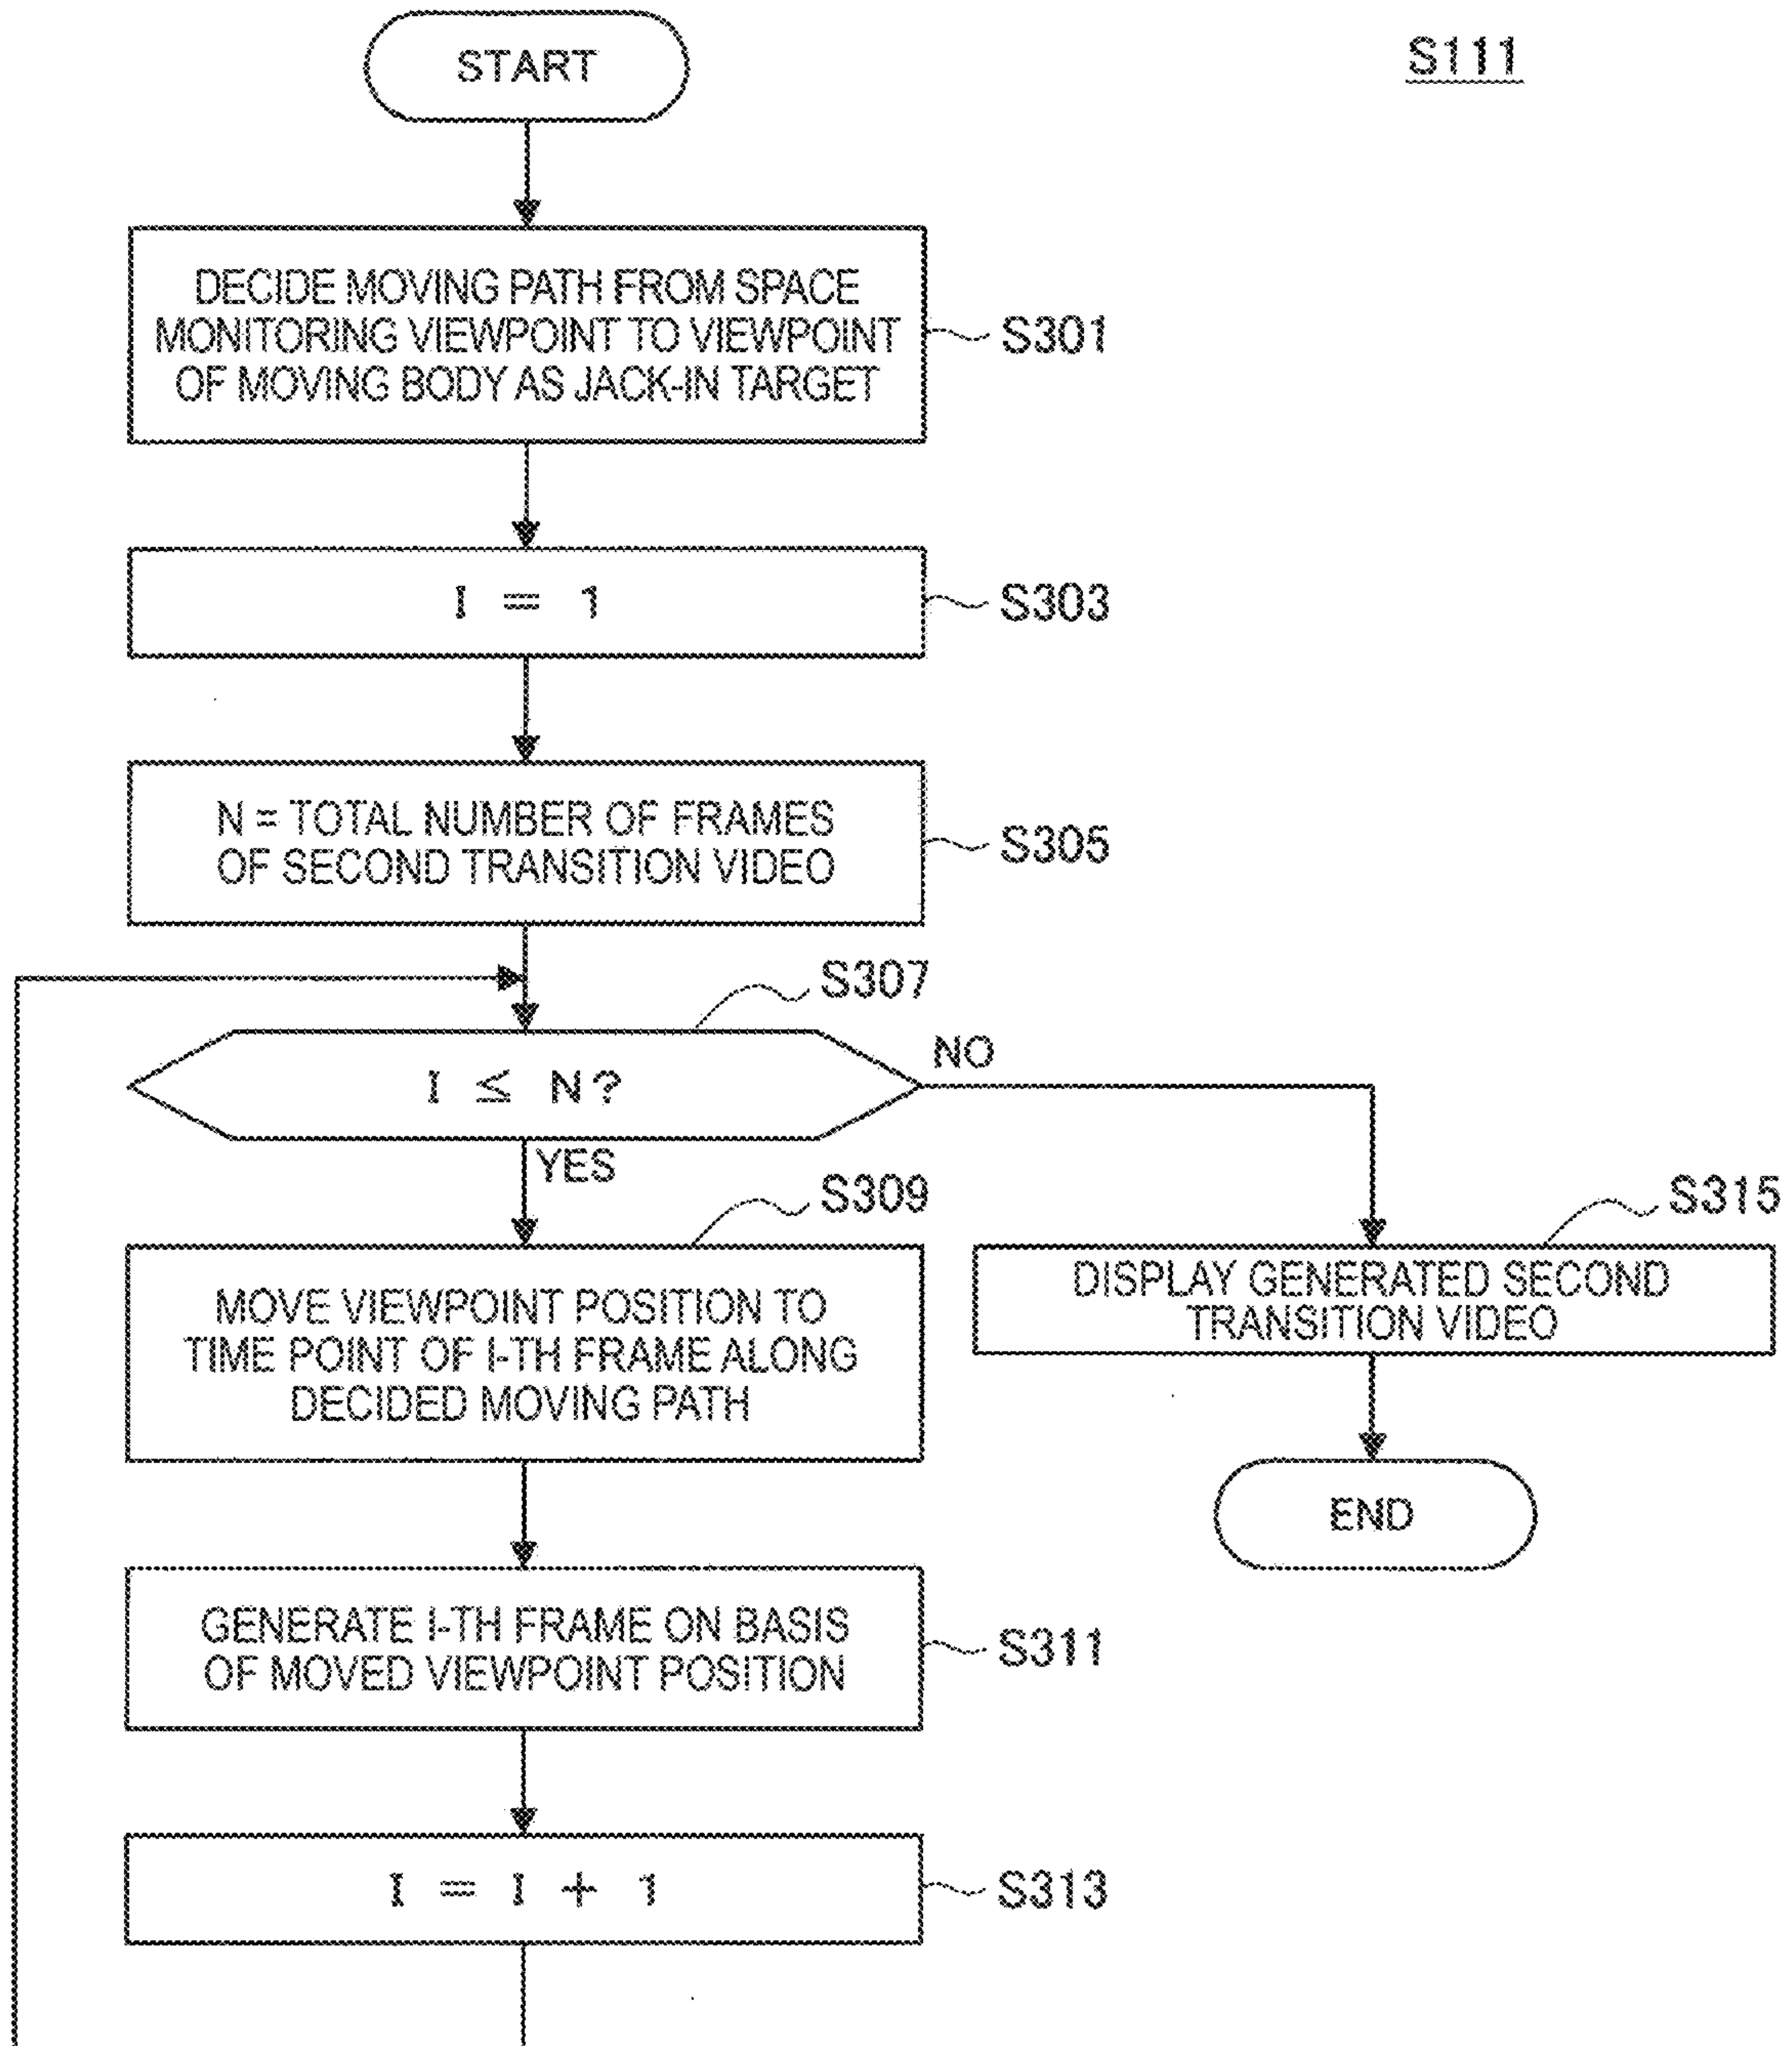 START
S111
DECIDE MOVING PATH FROM SPACE
MONITORING VIEWPOINT TO VIEWPOINT
OF MOVING BODY AS JACK-IN TARGET
S301
I = 1
S303
N = TOTAL NUMBER OF FRAMES
OF SECOND TRANSITION VIDEO
S305
S307
I ≤ N?
NO
YES
S309
MOVE VIEWPOINT POSITION TO
TIME POINT OF I-TH FRAME ALONG
DECIDED MOVING PATH
S315
DISPLAY GENERATED SECOND
TRANSITION VIDEO
END
GENERATE I-TH FRAME ON BASIS
OF MOVED VIEWPOINT POSITION
S311
I = I + 1
S313